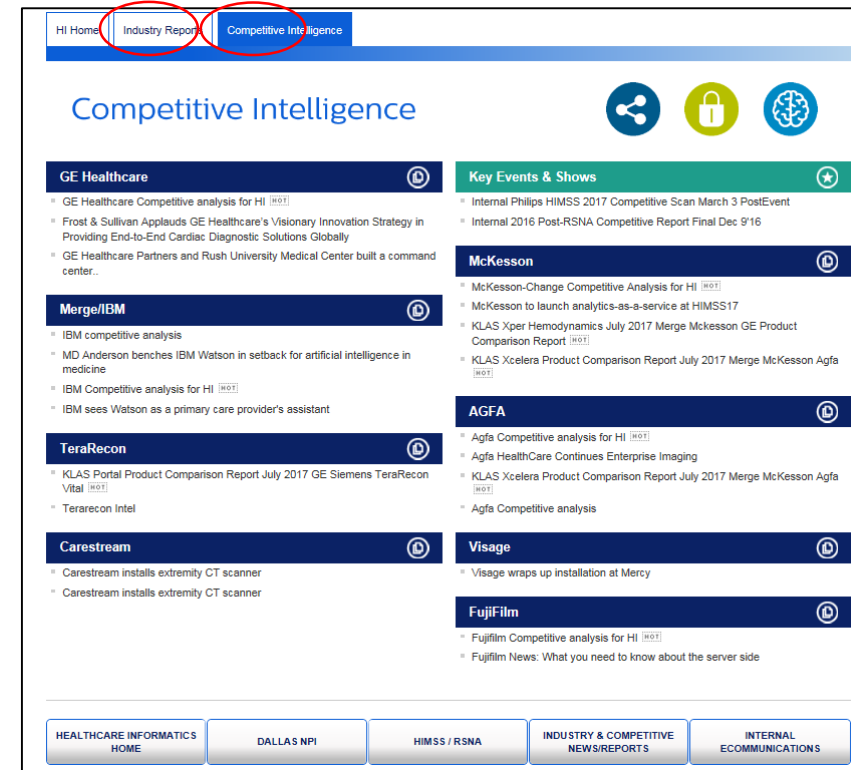 HI Home
Industry Reports
Competitive Intelligence
Competitive Intelligence
GE Healthcare
GE Healthcare Competitive analysis for HI HOT
Frost & Sullivan Applauds GE Healthcare's Visionary Innovation Strategy in
Providing End-to-End Cardiac Diagnostic Solutions Globally
GE Healthcare Partners and Rush University Medical Center built a command
center..
Merge/IBM
IBM competitive analysis
MD Anderson benches IBM Watson in setback for artificial intelligence in
medicine
IBM Competitive analysis for HI HOT
IBM sees Watson as a primary care provider's assistant
TeraRecon
KLAS Portal Product Comparison Report July 2017 GE Siemens TeraRecon
Vital HOT
Terarecon Intel
Carestream
Carestream installs extremity CT scanner
Carestream installs extremity CT scanner
Key Events & Shows
Internal Philips HIMSS 2017 Competitive Scan March 3 PostEvent
Internal 2016 Post-RSNA Competitive Report Final Dec 9'16
McKesson
McKesson-Change Competitive Analysis for HI HOT
McKesson to launch analytics-as-a-service at HIMSS17
KLAS Xper Hemodynamics July 2017 Merge Mckesson GE Product
Comparison Report HOT
KLAS Xcelera Product Comparison Report July 2017 Merge McKesson Agfa
HOT
AGFA
Agfa Competitive analysis for HI HOT
Agfa HealthCare Continues Enterprise Imaging
KLAS Xcelera Product Comparison Report July 2017 Merge McKesson Agfa
HOT
Agfa Competitive analysis
Visage
Visage wraps up installation at Mercy
FujiFilm
Fujifilm Competitive analysis for HI HOT
Fujifilm News: What you need to know about the server side
HEALTHCARE INFORMATICS
HOME
DALLAS NPI
HIMSS / RSNA
INDUSTRY & COMPETITIVE
NEWS/REPORTS
INTERNAL
ECOMMUNICATIONS